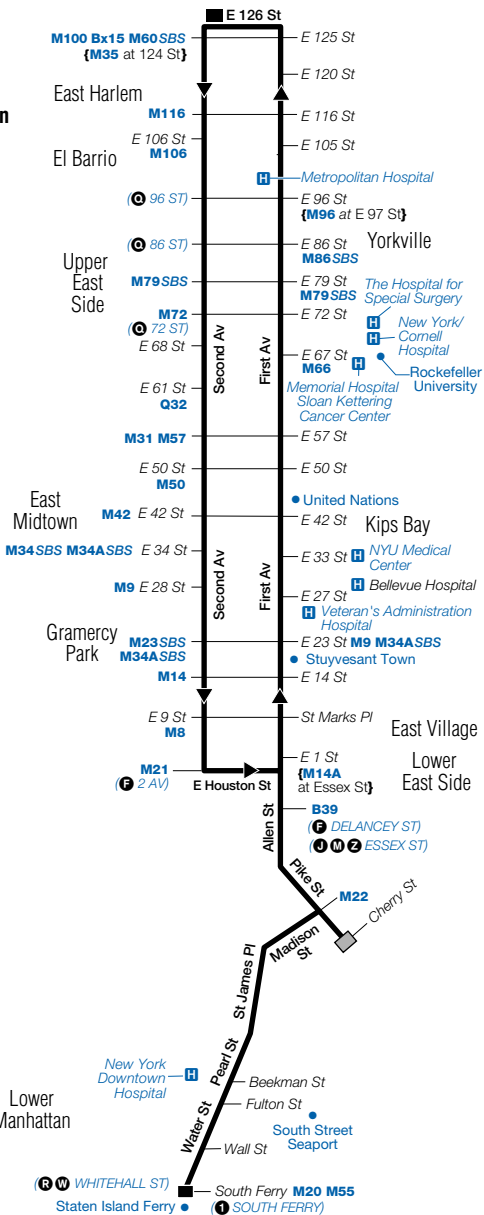 E 126 St
M100 Bx15 M60SBS
{M35 at 124 St}
E 125 St
E 120 St
East Harlem
n
M116
E 116 St
E 106 St
M106
E 105 St
El Barrio
H Metropolitan Hospital
(Q 96 ST)
E 96 St
{M96 at E 97 St}
(Q 86 ST)
E 86 St
M86SBS
Yorkville
Upper
East
Side
M79SBS
E 79 St
M79SBS
The Hospital for
Special Surgery
H
M72
(Q 72 ST)
E 72 St
New York/
Cornell
Hospital
H
E 68 St
Second Av
First Av
E 67 St
M66
H
Memorial Hospital
Sloan Kettering
Cancer Center
Rockefeller
University
E 61 St
Q32
M31 M57
E 57 St
E 50 St
M50
E 50 St
United Nations
East
Midtown
M42 E 42 St
E 42 St
Kips Bay
M34SBS M34ASBS E 34 St
E 33 St H NYU Medical
Center
Second Av
First Av
M9 E 28 St
H Bellevue Hospital
E 27 St
H Veteran's Administration
Hospital
Gramercy
Park
M23SBS
M34ASBS
E 23 St M9 M34ASBS
Stuyvesant Town
M14
E 14 St
E 9 St
M8
St Marks Pl
East Village
E 1 St
{M14A
at Essex St}
Lower
East Side
M21
(F 2 AV)
E Houston St
Allen St
B39
(F DELANCEY ST)
(J M Z ESSEX ST)
Pike St
M22
Cherry St
Madison
St
St James Pl
Pearl St
New York
Downtown
Hospital
H
Beekman St
Fulton St
South Street
Seaport
Lower
Manhattan
Water St
Wall St
(R W WHITEHALL ST)
South Ferry M20 M55
Staten Island Ferry
(1 SOUTH FERRY)